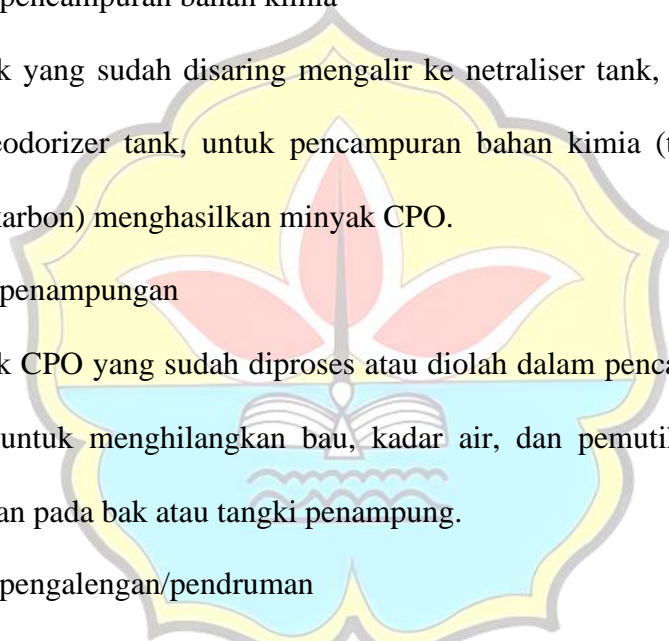 pencampuran bahan kimia
k yang sudah disaring mengalir ke netraliser tank,
eodorizer tank, untuk pencampuran bahan kimia (t
karbon) menghasilkan minyak CPO.
penampungan
k CPO yang sudah diproses atau diolah dalam penca
untuk menghilangkan bau, kadar air, dan pemutil
an pada bak atau tangki penampung.
pengalengan/pendruman